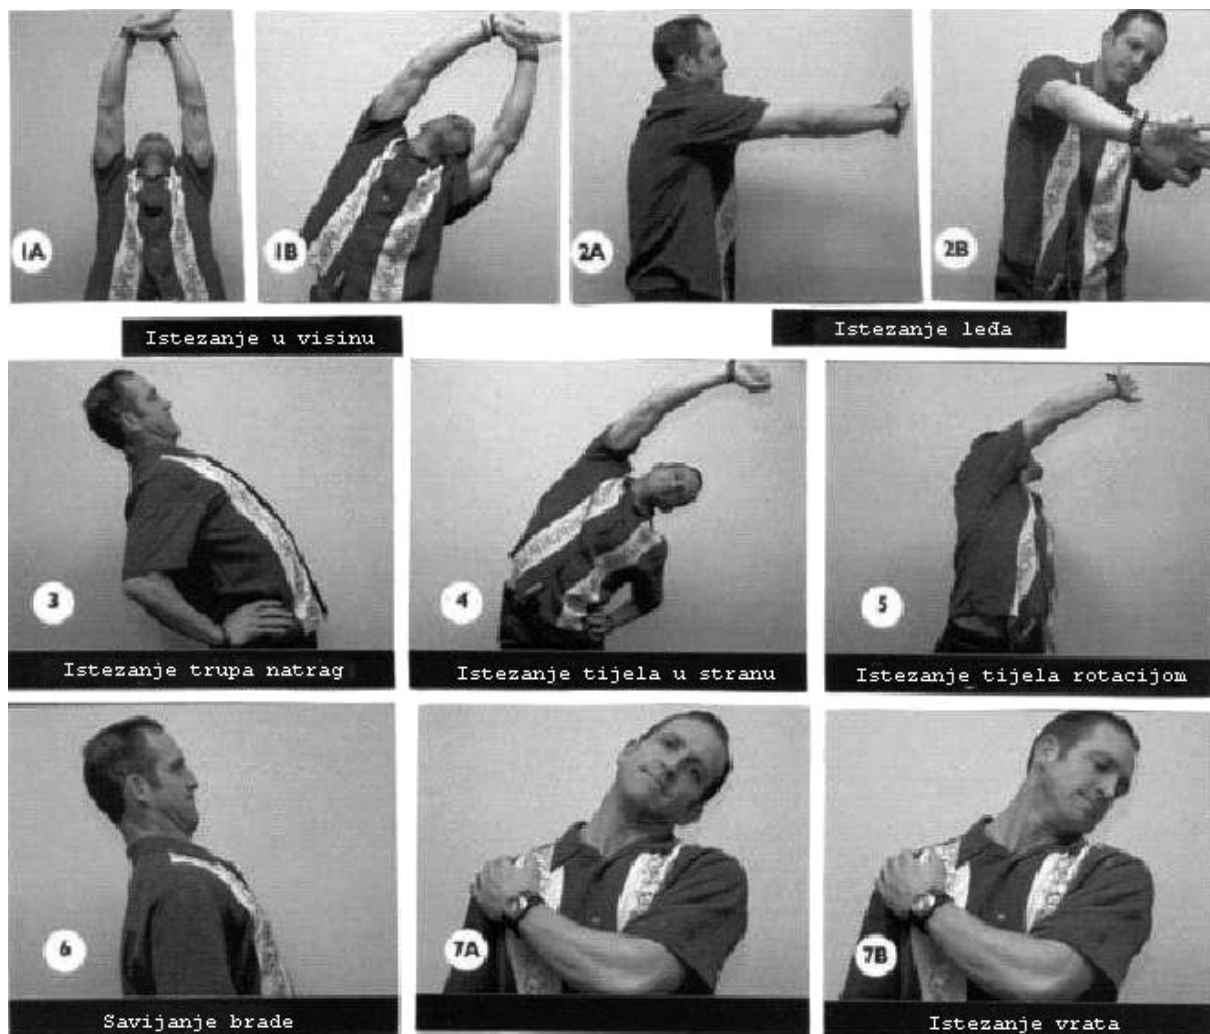 1A
1B
2A
2B
Istezanje u visinu
Istezanje leđa
3
4
5
Istezanje trupa natrag
Istezanje tijela u stranu
Istezanje tijela rotacijom
6
7A
7B
Savijanje brade
Istezanje vrata